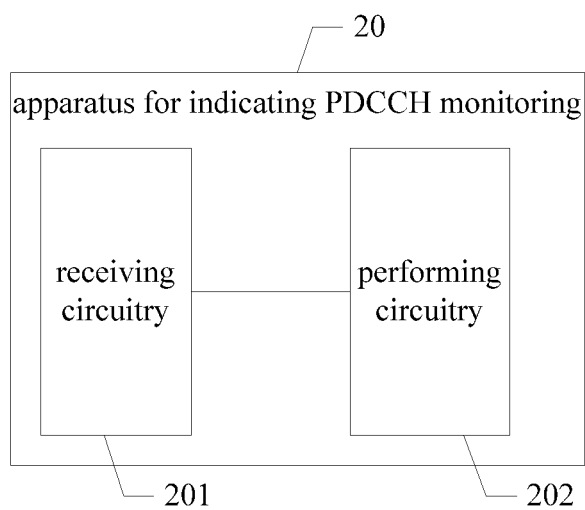 20
apparatus for indicating PDCCH monitoring
receiving
circuitry
performing
circuitry
201
202